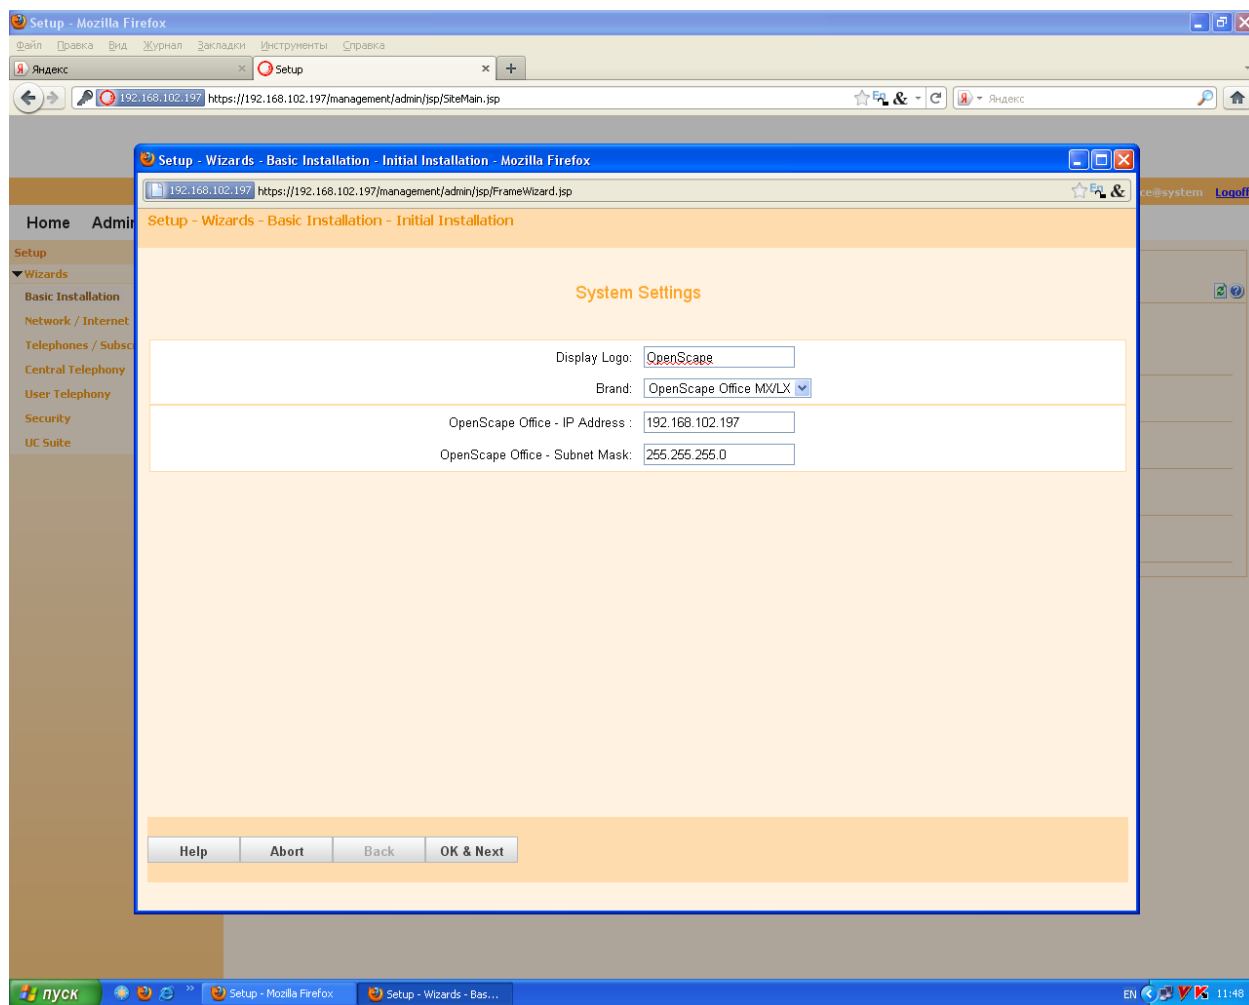 Setup - Mozilla Firefox
Файл Правка Вид Журнал Закладки Инструменты Справка
Яндекс × Setup × +
192.168.102.197 https://192.168.102.197/management/admin/jsp/SiteMain.jsp Яндекс
Setup - Wizards - Basic Installation - Initial Installation - Mozilla Firefox
192.168.102.197 https://192.168.102.197/management/admin/jsp/FrameWizard.jsp
ce@system Logoff
Home Admin
Setup - Wizards - Basic Installation - Initial Installation
Setup
Wizards
Basic Installation
Network / Internet
Telephones / Subsc
Central Telephony
User Telephony
Security
UC Suite
System Settings
Display Logo: OpenScape
Brand: OpenScape Office MX/LX
OpenScape Office - IP Address : 192.168.102.197
OpenScape Office - Subnet Mask: 255.255.255.0
Help Abort Back OK & Next
пуск » Setup - Mozilla Firefox Setup - Wizards - Bas... EN 11:48